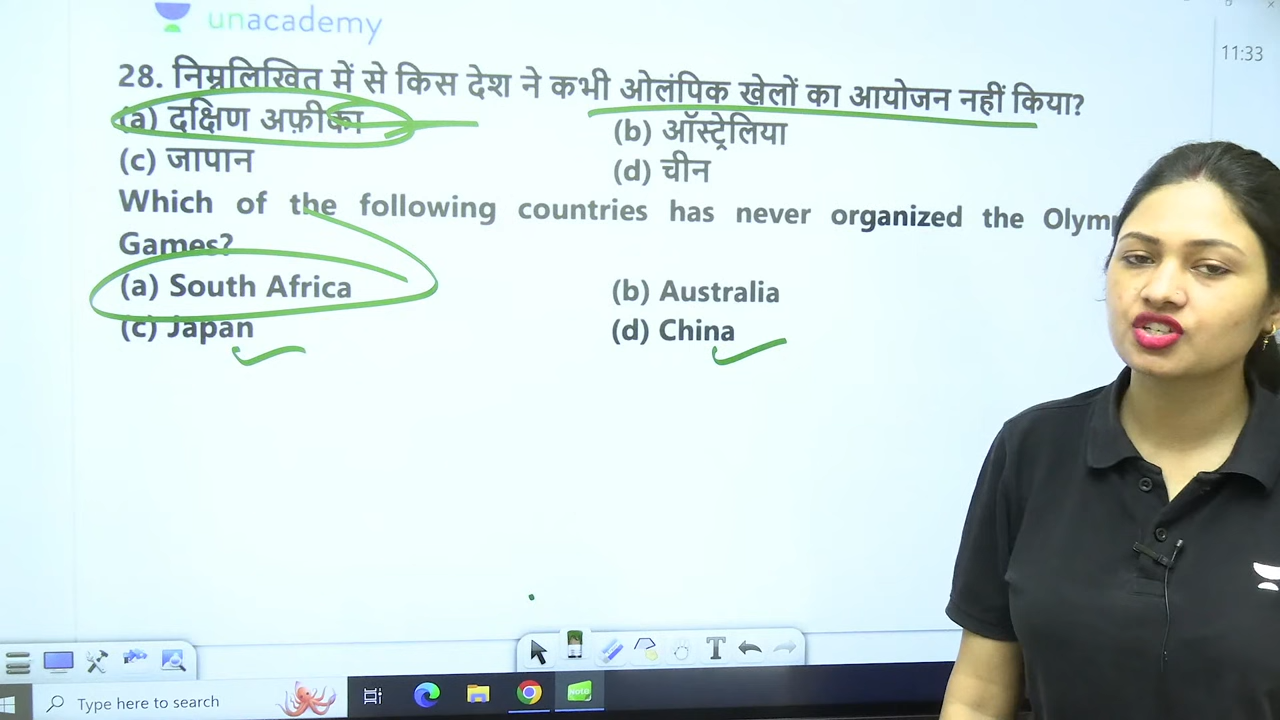 unacademy
11:33
28. निम्नलिखित में से किस देश ने कभी ओलंपिक खेलों का आयोजन नहीं किया?
(a) दक्षिण अफ़्रीका (b) ऑस्ट्रेलिया
(c) जापान (d) चीन
Which of the following countries has never organized the
Games?
(a) South Africa (b) Australia
(c) Japan (d) China
T
Type here to search
Note